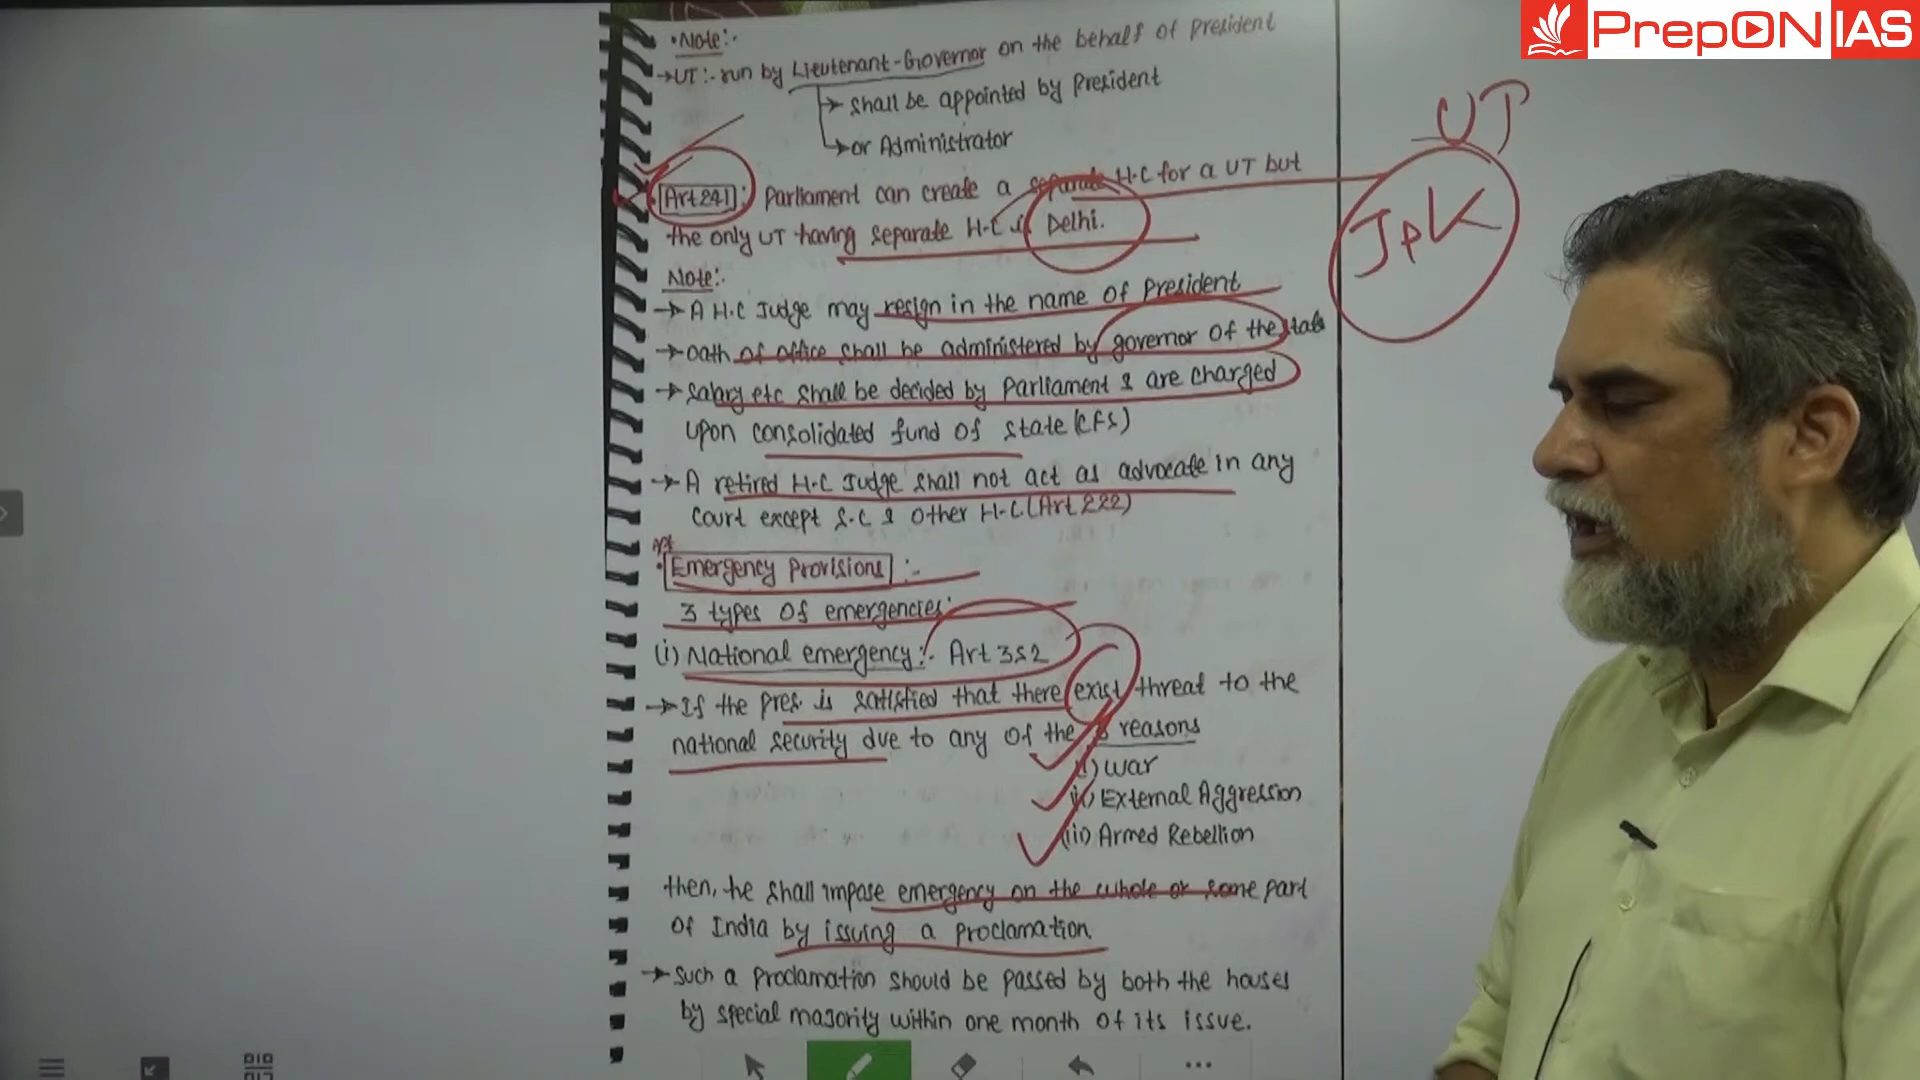 PrepON IAS
• Note:-
→ UT:- run by Lieutenant-Governor on the behalf of President
→ shall be appointed by President
→ or Administrator
UT
J&K
• Art 241: Parliament can create a separate H.C for a UT but
the only UT having separate H.C is Delhi.
Note:-
→ A H.C Judge may resign in the name of President
→ oath of office shall be administered by governor of the state
→ salary etc shall be decided by Parliament & are charged
upon consolidated fund of state (CFS)
→ A retired H.C Judge shall not act as advocate in any
court except S.C & other H.C (Art 222)
• Emergency Provisions :-
3 types of emergencies:
(i) National emergency:- Art 352
→ If the pres. is satisfied that there exist threat to the
national security due to any of the 3 reasons
(i) war
(ii) External Aggression
(iii) Armed Rebellion
then, he shall impose emergency on the whole or some part
of India by issuing a proclamation.
→ such a proclamation should be passed by both the houses
by special majority within one month of its issue.